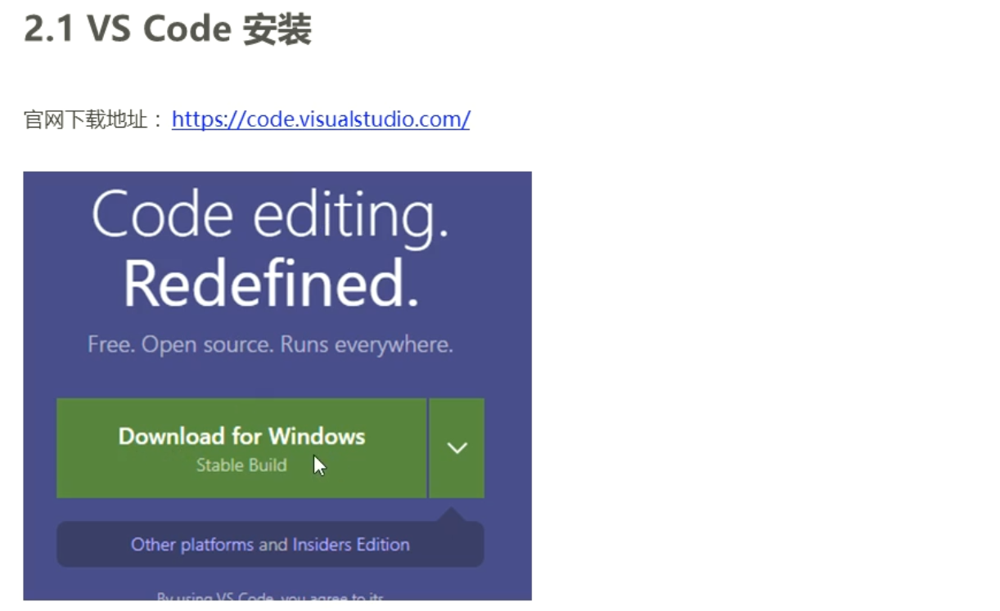 2.1 VS Code 安装
官网下载地址：https://code.visualstudio.com/
Code editing.
Redefined.
Free. Open source. Runs everywhere.
Download for Windows
Stable Build
Other platforms and Insiders Edition
By using VS Code, you agree to its